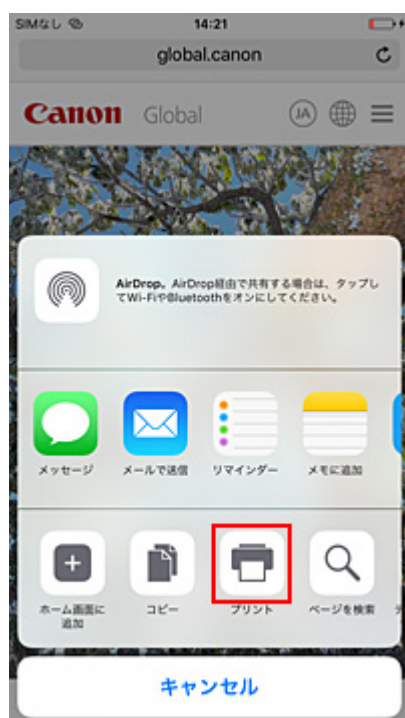 SIMなし 14:21
global.canon
Canon Global JA
AirDrop。AirDrop経由で共有する場合は、タップし
てWi-FiやBluetoothをオンにしてください。
メッセージ メールで送信 リマインダー メモに追加
ホーム画面に
追加
コピー プリント ページを検索
キャンセル